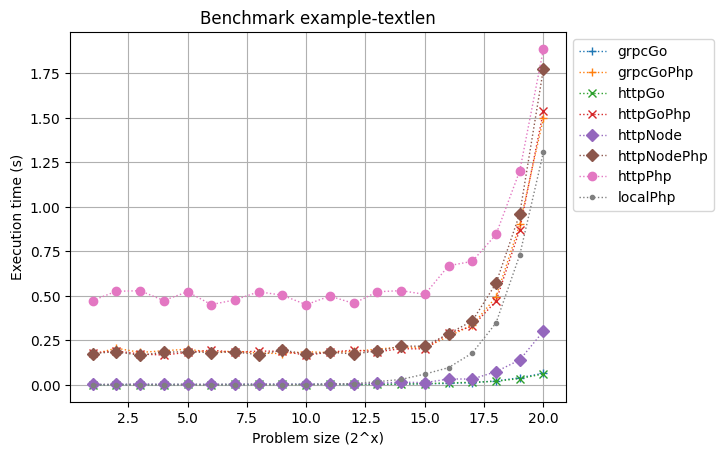 Benchmark example-textlen
Execution time (s)
1.75
1.50
1.25
1.00
0.75
0.50
0.25
0.00
2.5 5.0 7.5 10.0 12.5 15.0 17.5 20.0
Problem size (2^x)
grpcGo
grpcGoPhp
httpGo
httpGoPhp
httpNode
httpNodePhp
httpPhp
localPhp